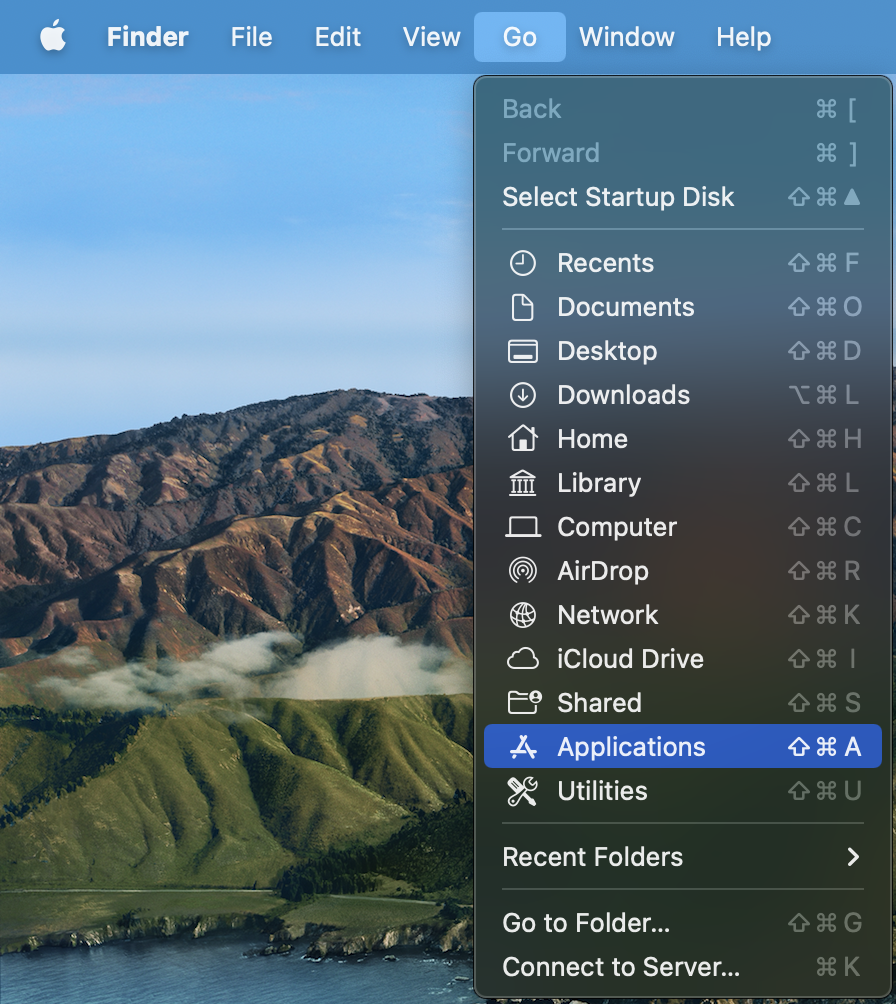 Finder File Edit View Go Window Help
Back ⌘ [
Forward ⌘ ]
Select Startup Disk ⇧ ⌘ ▲
Recents ⇧ ⌘ F
Documents ⇧ ⌘ O
Desktop ⇧ ⌘ D
Downloads ⌥ ⌘ L
Home ⇧ ⌘ H
Library ⇧ ⌘ L
Computer ⇧ ⌘ C
AirDrop ⇧ ⌘ R
Network ⇧ ⌘ K
iCloud Drive ⇧ ⌘ I
Shared ⇧ ⌘ S
Applications ⇧ ⌘ A
Utilities ⇧ ⌘ U
Recent Folders
Go to Folder... ⇧ ⌘ G
Connect to Server... ⌘ K